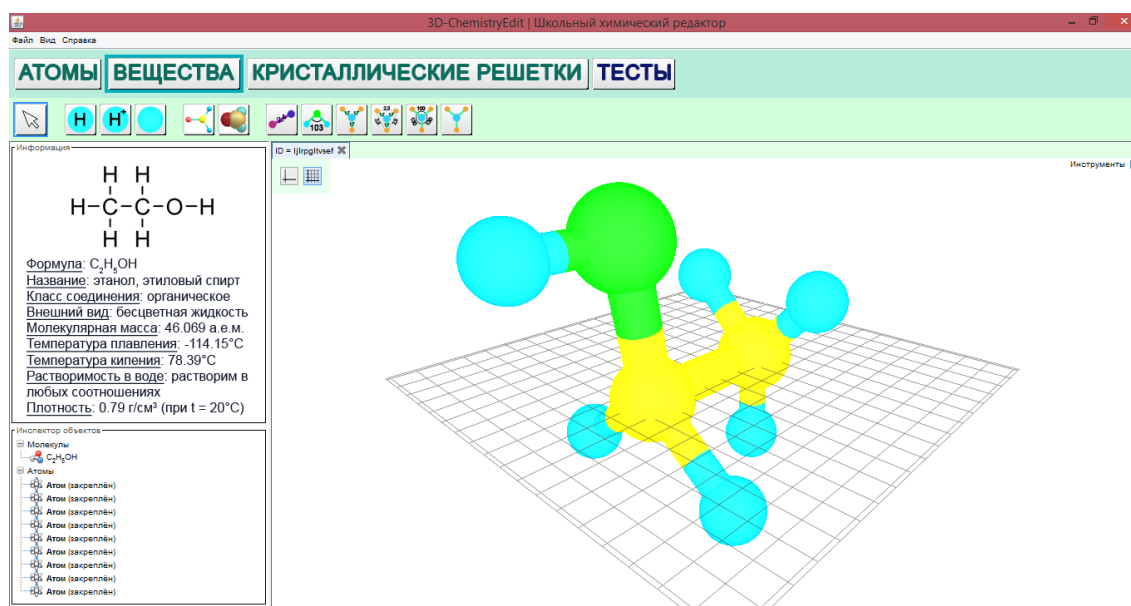 3D-ChemistryEdit | Школьный химический редактор
Файл Вид Справка
АТОМЫ ВЕЩЕСТВА КРИСТАЛЛИЧЕСКИЕ РЕШЕТКИ ТЕСТЫ
H H⁺ 103
Информация
H H
H-C-C-O-H
H H
Формула: C₂H₅OH
Название: этанол, этиловый спирт
Класс соединения: органическое
Внешний вид: бесцветная жидкость
Молекулярная масса: 46.069 а.е.м.
Температура плавления: -114.15°C
Температура кипения: 78.39°C
Растворимость в воде: растворим в
любых соотношениях
Плотность: 0.79 г/см³ (при t = 20°C)
Инспектор объектов
Молекулы
C₂H₅OH
Атомы
Атом (закреплён)
Атом (закреплён)
Атом (закреплён)
Атом (закреплён)
Атом (закреплён)
Атом (закреплён)
Атом (закреплён)
Атом (закреплён)
Атом (закреплён)
Инструменты